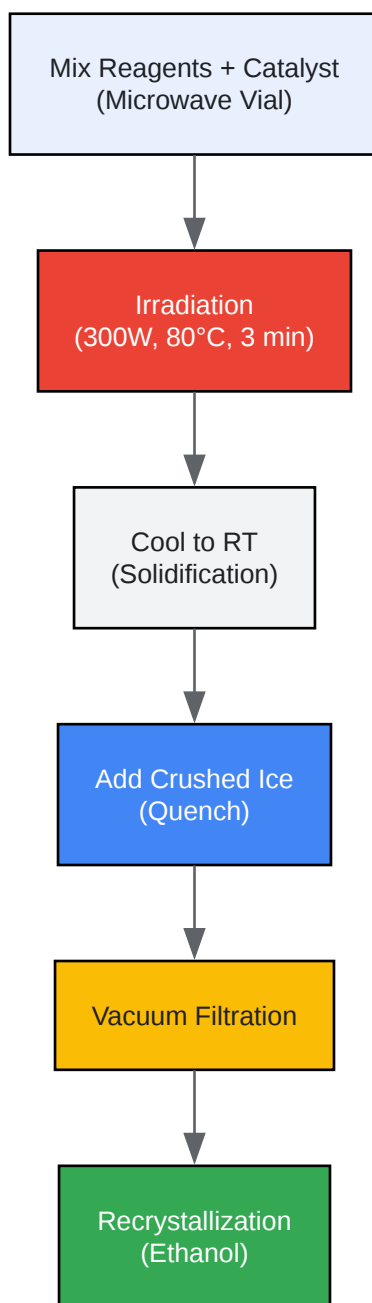 Mix Reagents + Catalyst
(Microwave Vial)
Irradiation
(300W, 80°C, 3 min)
Cool to RT
(Solidification)
Add Crushed Ice
(Quench)
Vacuum Filtration
Recrystallization
(Ethanol)